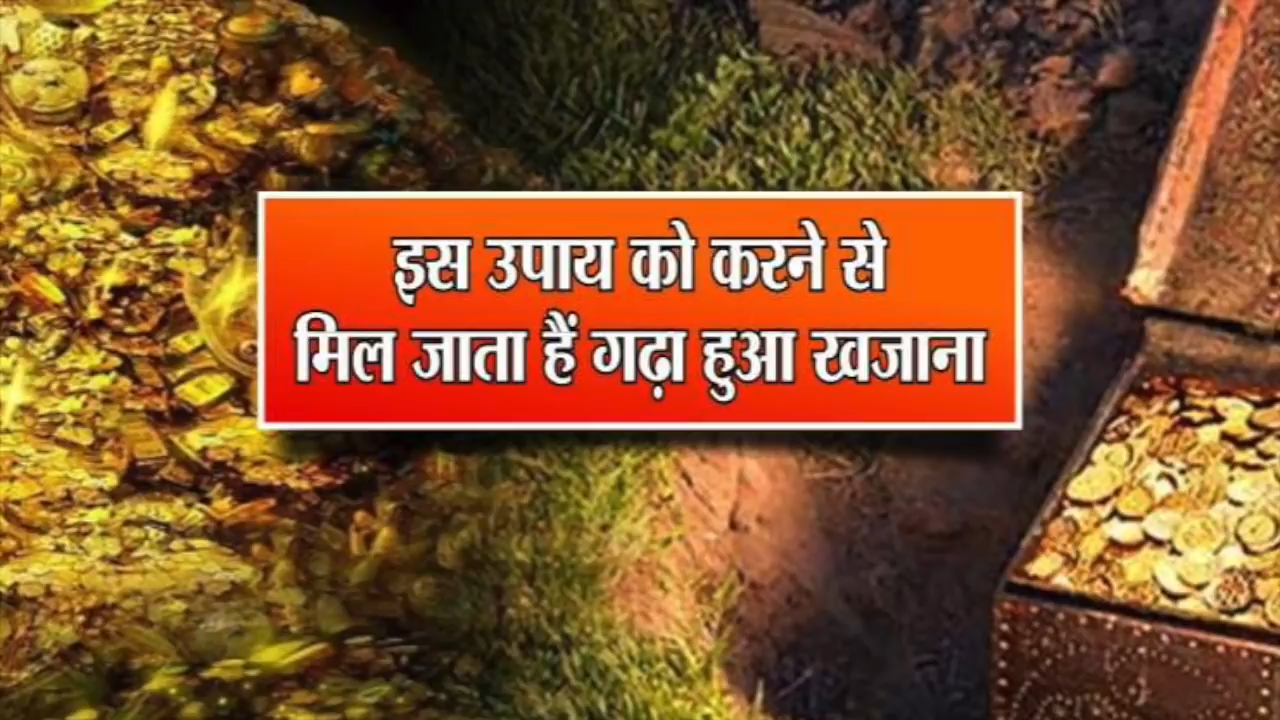 इस उपाय को करने से
मिल जाता हैं गढ़ा हुआ खजाना